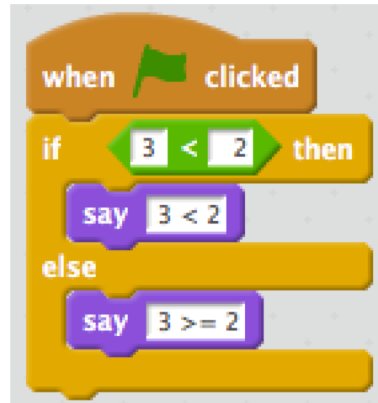 when clicked
if 3 < 2 then
say 3 < 2
else
say 3 >= 2